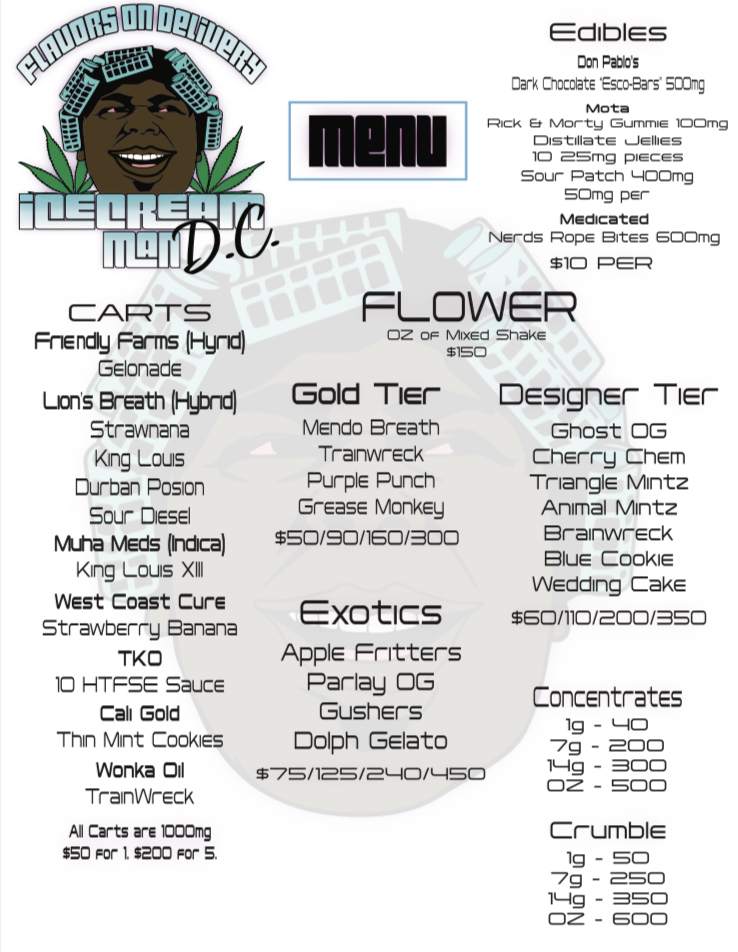 FLAVORS ON DELIVERY
ICECREAM
MAN D.C.
MENU
Edibles
Don Pablo's
Dark Chocolate 'Esco-Bars' 500mg
Mota
Rick & Morty Gummie 100mg
Distillate Jellies
10 25mg pieces
Sour Patch 400mg
50mg per
Medicated
Nerds Rope Bites 600mg
$10 PER
CARTS
Friendly Farms (Hyrid)
Gelonade
Lion's Breath (Hybrid)
Strawnana
King Louis
Durban Posion
Sour Diesel
Muha Meds (Indica)
King Louis XIII
West Coast Cure
Strawberry Banana
TKO
10 HTFSE Sauce
Cali Gold
Thin Mint Cookies
Wonka Oil
TrainWreck
All Carts are 1000mg
$50 for 1. $200 for 5.
FLOWER
OZ of Mixed Shake
$150
Gold Tier
Mendo Breath
Trainwreck
Purple Punch
Grease Monkey
$50/90/160/300
Exotics
Apple Fritters
Parlay OG
Gushers
Dolph Gelato
$75/125/240/450
Designer Tier
Ghost OG
Cherry Chem
Triangle Mintz
Animal Mintz
Brainwreck
Blue Cookie
Wedding Cake
$60/110/200/350
Concentrates
1g - 40
7g - 200
14g - 300
OZ - 500
Crumble
1g - 50
7g - 250
14g - 350
OZ - 600